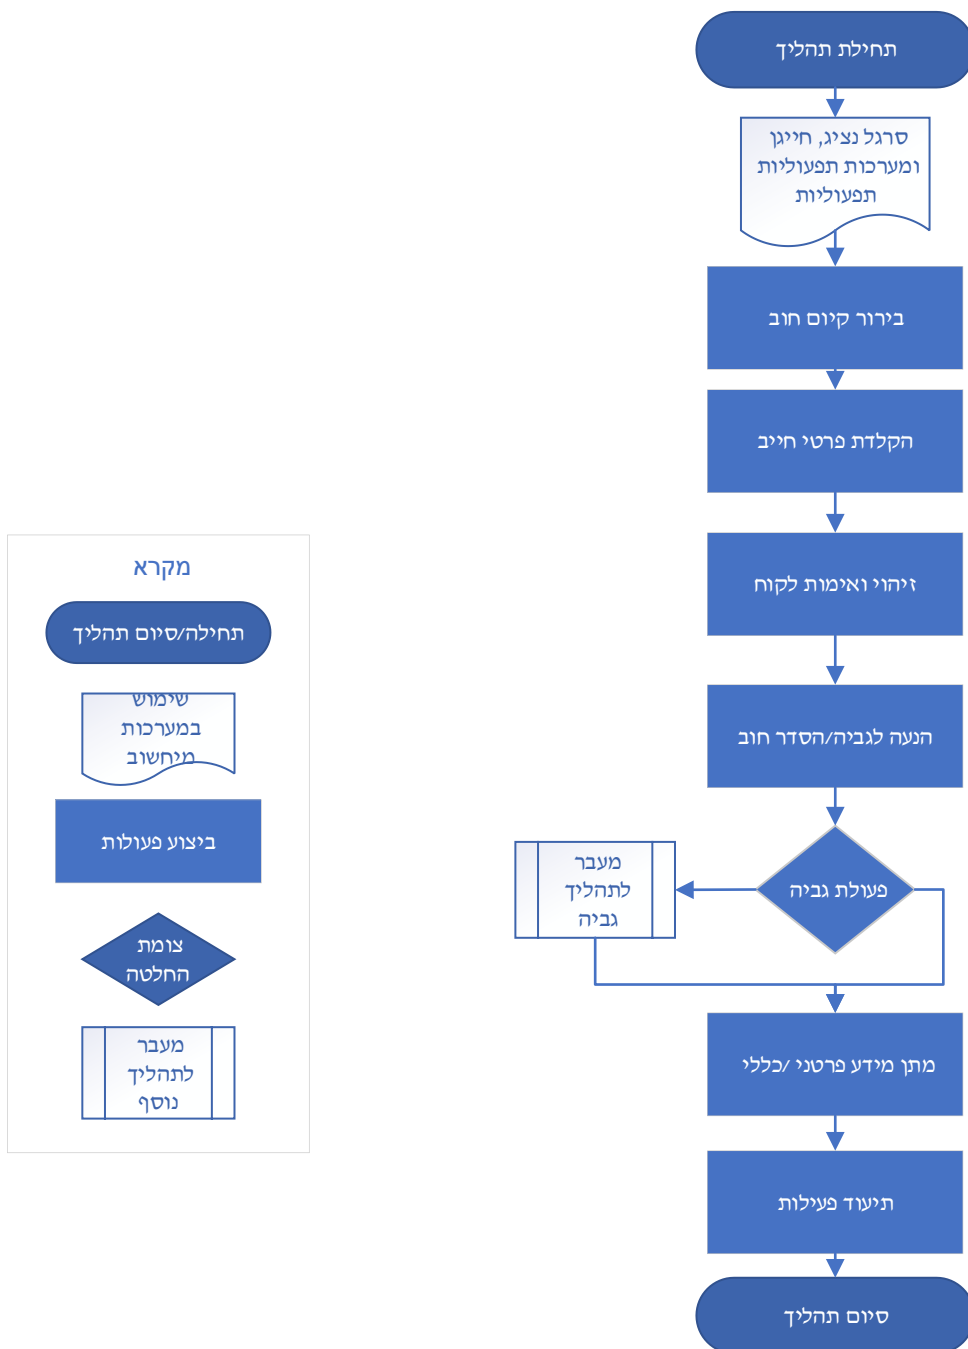 תחילת תהליך
סרגל נציג, חייגן
ומערכות תפעוליות
תפעוליות
בירור קיום חוב
הקלדת פרטי חייב
זיהוי ואימות לקוח
הנעה לגביה/הסדר חוב
פעולת גביה
מעבר
לתהליך
גביה
מתן מידע פרטני /כללי
תיעוד פעילות
סיום תהליך
מקרא
תחילה/סיום תהליך
שימוש
במערכות
מיחשוב
ביצוע פעולות
צומת
החלטה
מעבר
לתהליך
נוסף